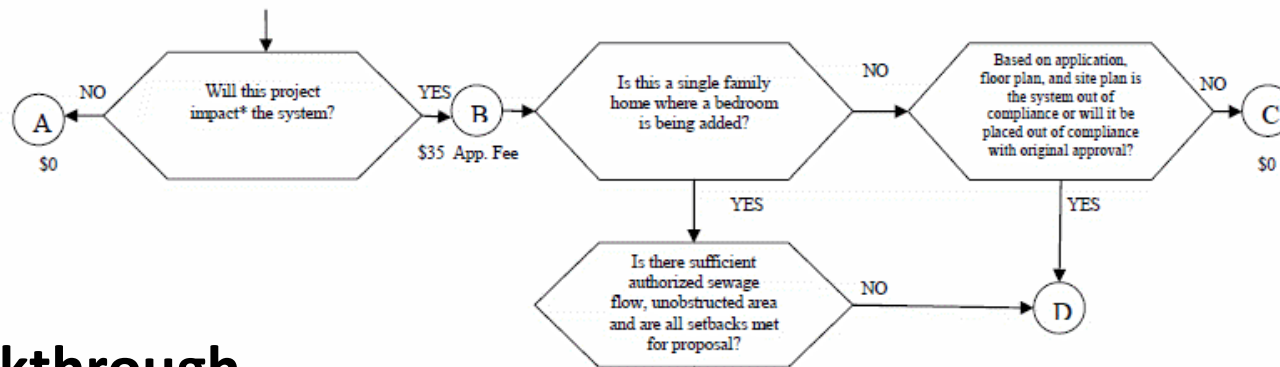 NO
A
$0
Will this project
impact* the system?
YES
B
$35 App. Fee
Is this a single family
home where a bedroom
is being added?
NO
Based on application,
floor plan, and site plan is
the system out of
compliance or will it be
placed out of compliance
with original approval?
NO
C
$0
YES
YES
Is there sufficient
authorized sewage
flow, unobstructed area
and are all setbacks met
for proposal?
NO
D
kthrough